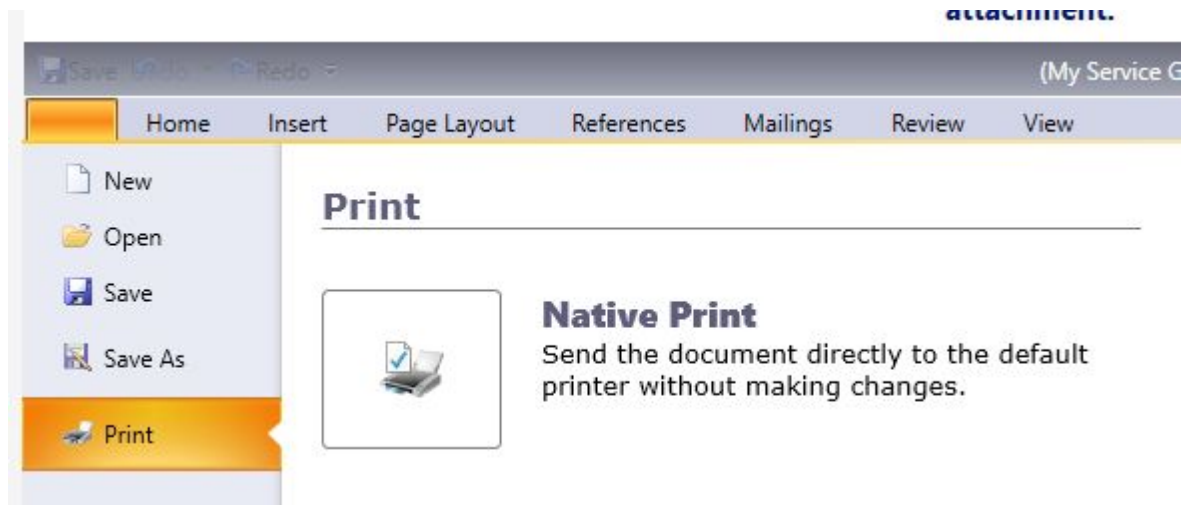 attachment.
Save Undo Redo
(My Service G
Home Insert Page Layout References Mailings Review View
New
Open
Save
Save As
Print
Print
Native Print
Send the document directly to the default
printer without making changes.